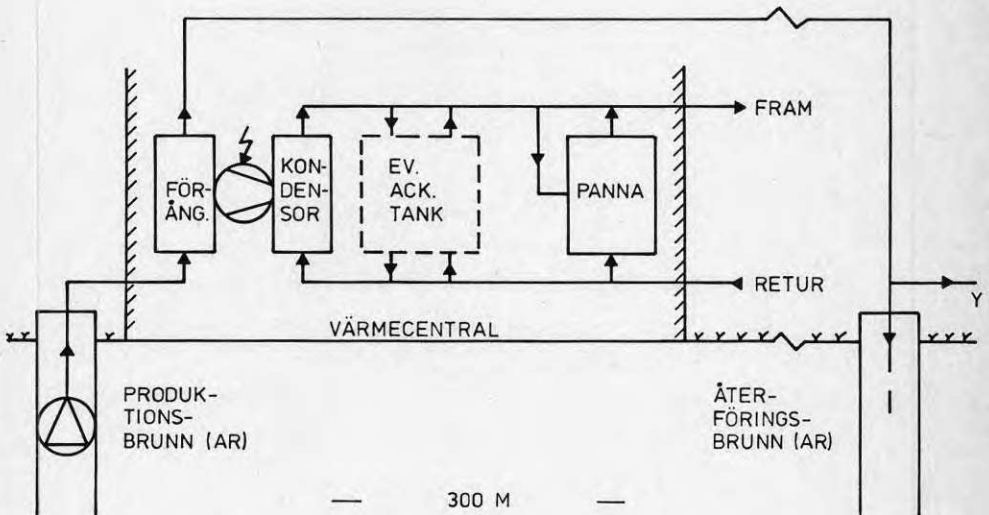 FRAM
FÖR-
ÅNG.
KON-
DEN-
SOR
EV.
ACK.
TANK
PANNA
RETUR
Y
VÄRMECENTRAL
PRODUK-
TIONS-
BRUNN (AR)
ÅTER-
FÖRINGS-
BRUNN (AR)
300 M